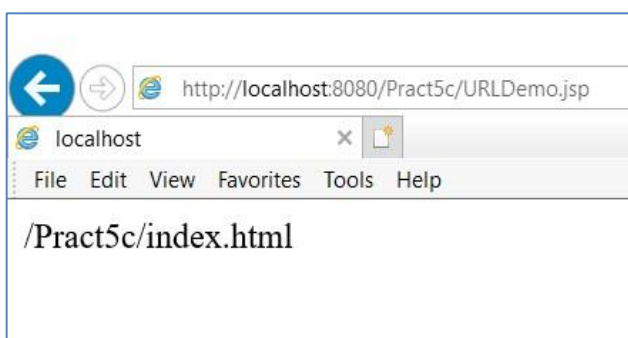 http://localhost:8080/Pract5c/URLDemo.jsp
localhost
File Edit View Favorites Tools Help
/Pract5c/index.html